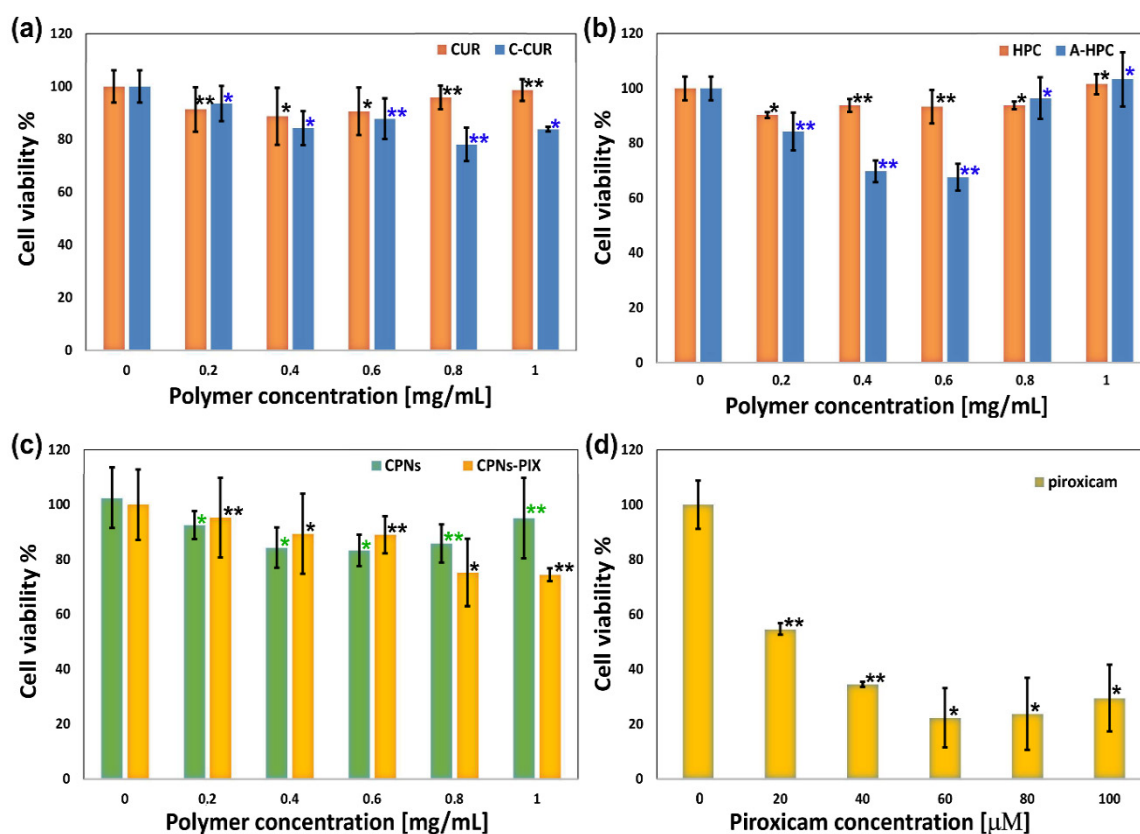 (a)
CUR C-CUR
Cell viability %
120
100
80
60
40
20
0
** * * * * ** ** ** ** *
0 0.2 0.4 0.6 0.8 1
Polymer concentration [mg/mL]
(b)
HPC A-HPC
Cell viability %
120
100
80
60
40
20
0
* ** ** ** ** ** * * * *
0 0.2 0.4 0.6 0.8 1
Polymer concentration [mg/mL]
(c)
CPNs CPNs-PIX
Cell viability %
120
100
80
60
40
20
0
* ** * * * ** ** * ** **
0 0.2 0.4 0.6 0.8 1
Polymer concentration [mg/mL]
(d)
piroxicam
Cell viability %
120
100
80
60
40
20
0
** ** * * *
0 20 40 60 80 100
Piroxicam concentration [μM]